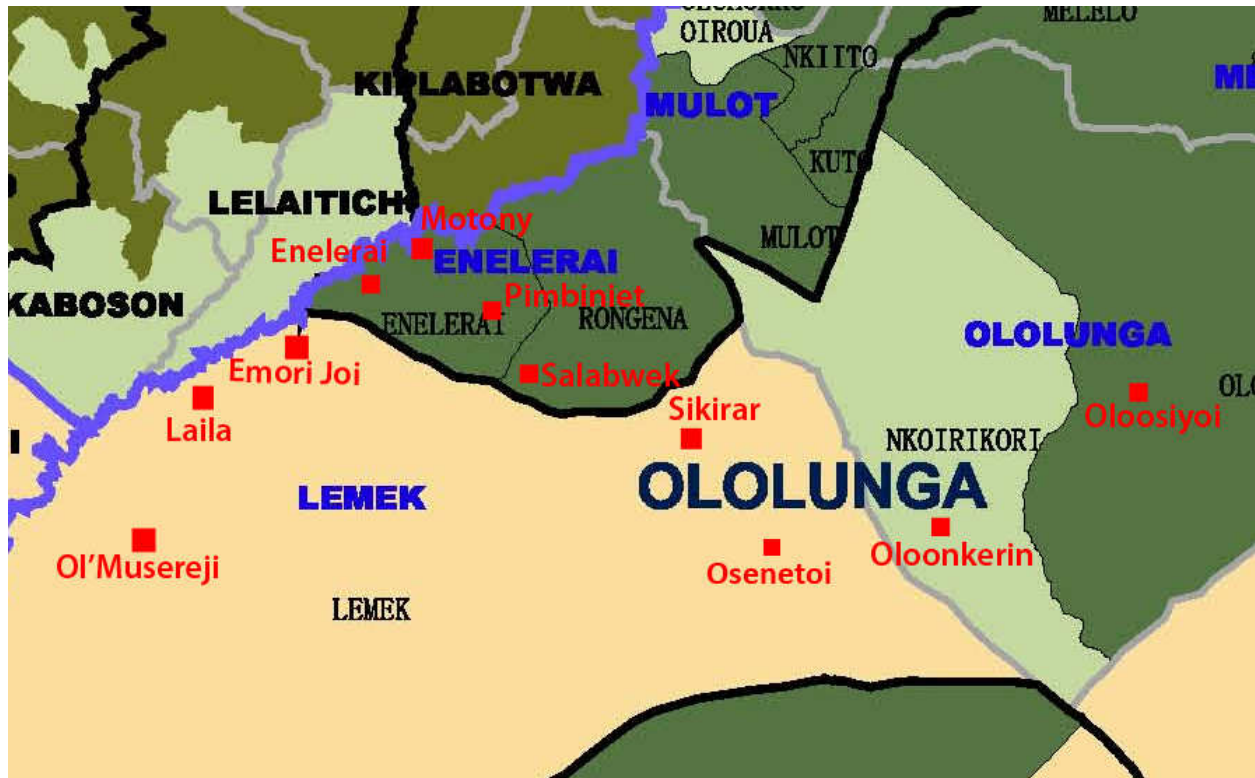 OIROUA
MELELO
NKIITO
KIPLABOTWA
MULOT
KUTO
LELAITICH
Motony
MULOT
Enelerai
ENELERAI
KABOSON
Pimbiniet
ENELERAI
RONGENA
OLOLUNGA
Emori Joi
Salabwek
Laila
Sikirar
Oloosiyoi
NKOIRIKORI
LEMEK
OLOLUNGA
Ol'Musereji
Osenetoi
Oloonkerin
LEMEK